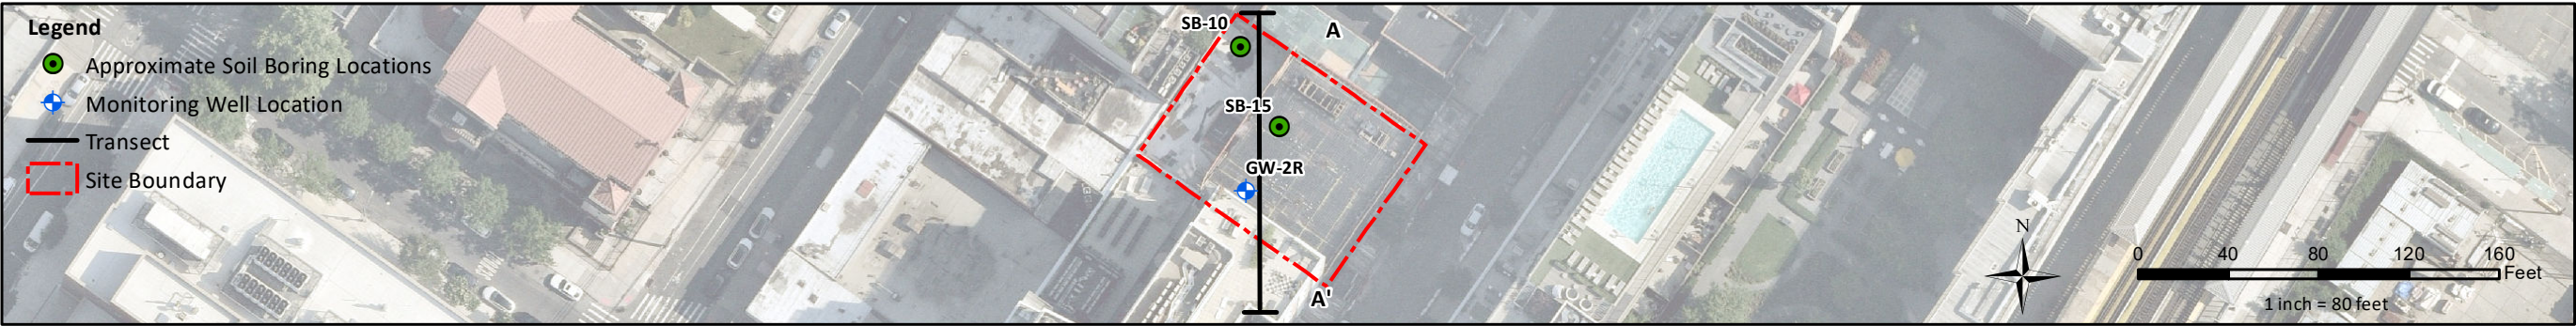 Legend
Approximate Soil Boring Locations
Monitoring Well Location
Transect
Site Boundary
SB-10
A
SB-15
GW-2R
A'
N
0 40 80 120 160
Feet
1 inch = 80 feet